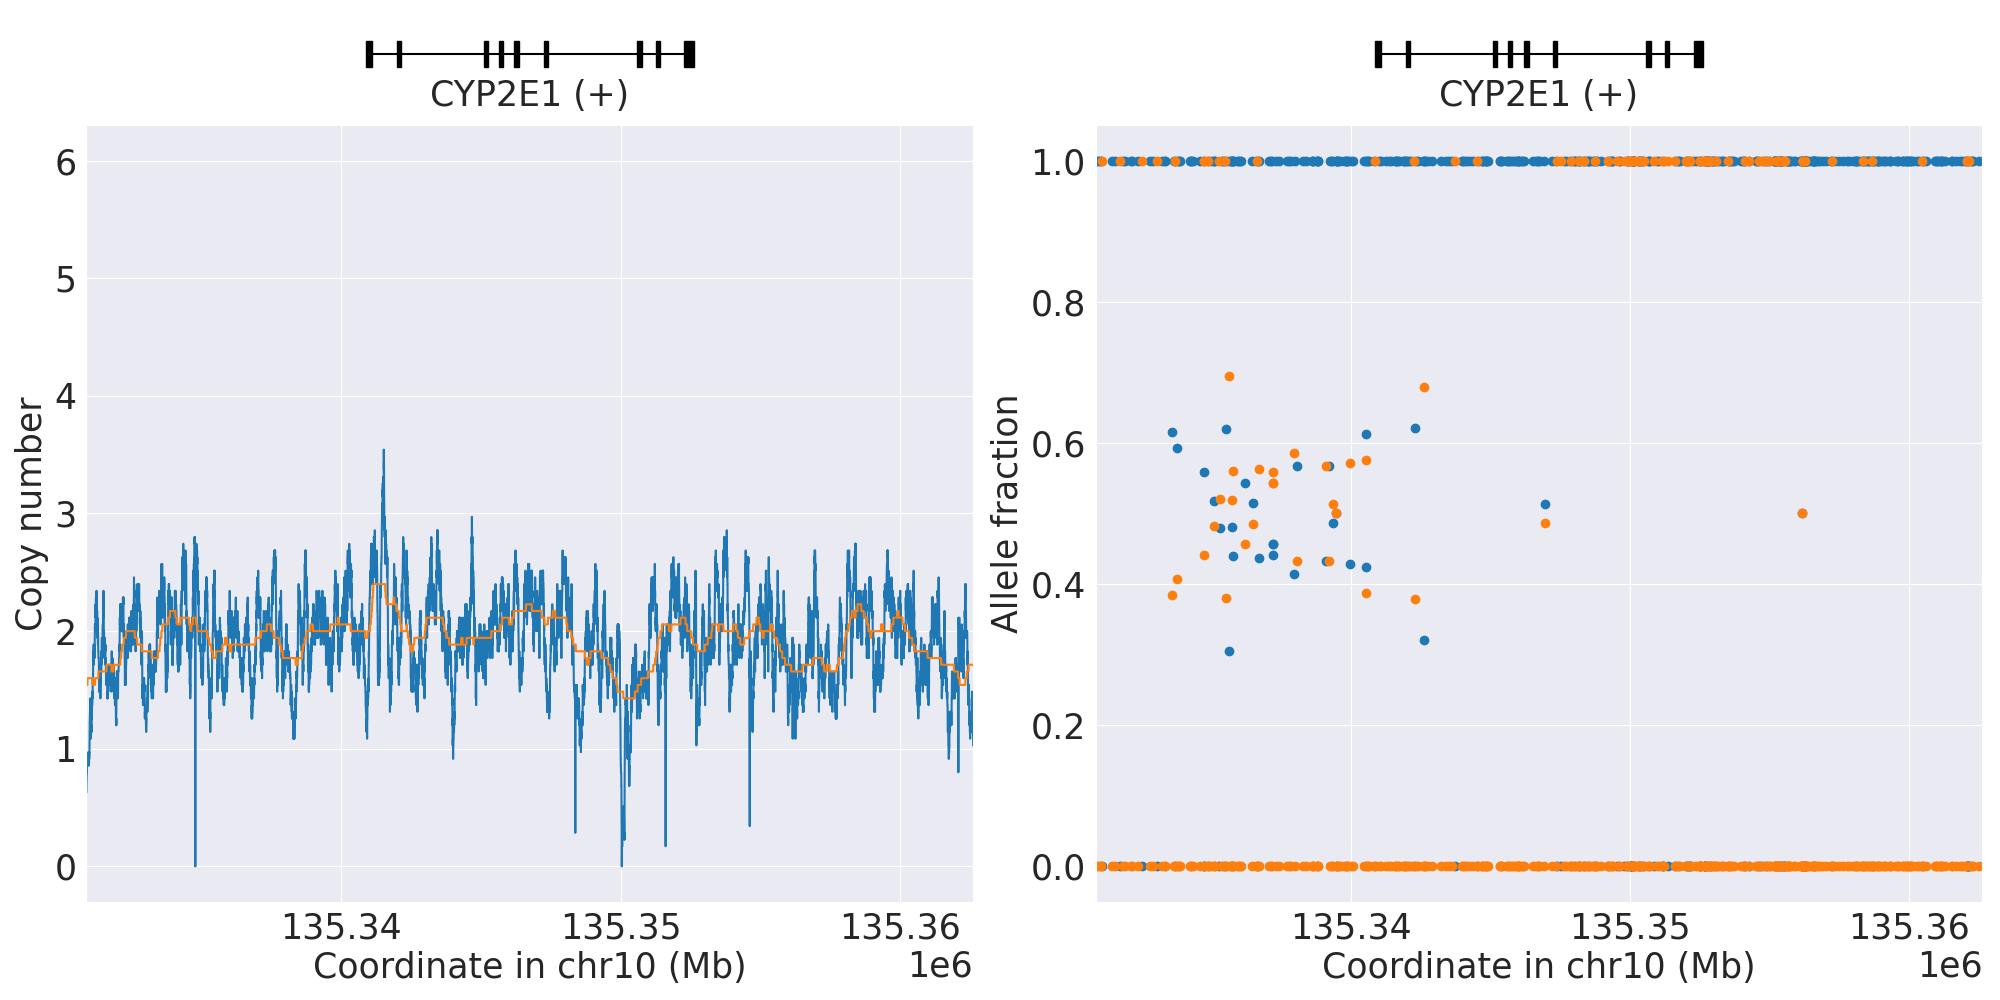 CYP2E1 (+)
6
5
4
3
2
1
0
Copy number
135.34 135.35 135.36
Coordinate in chr10 (Mb)
1e6
CYP2E1 (+)
1.0
0.8
0.6
0.4
0.2
0.0
Allele fraction
135.34 135.35 135.36
Coordinate in chr10 (Mb)
1e6